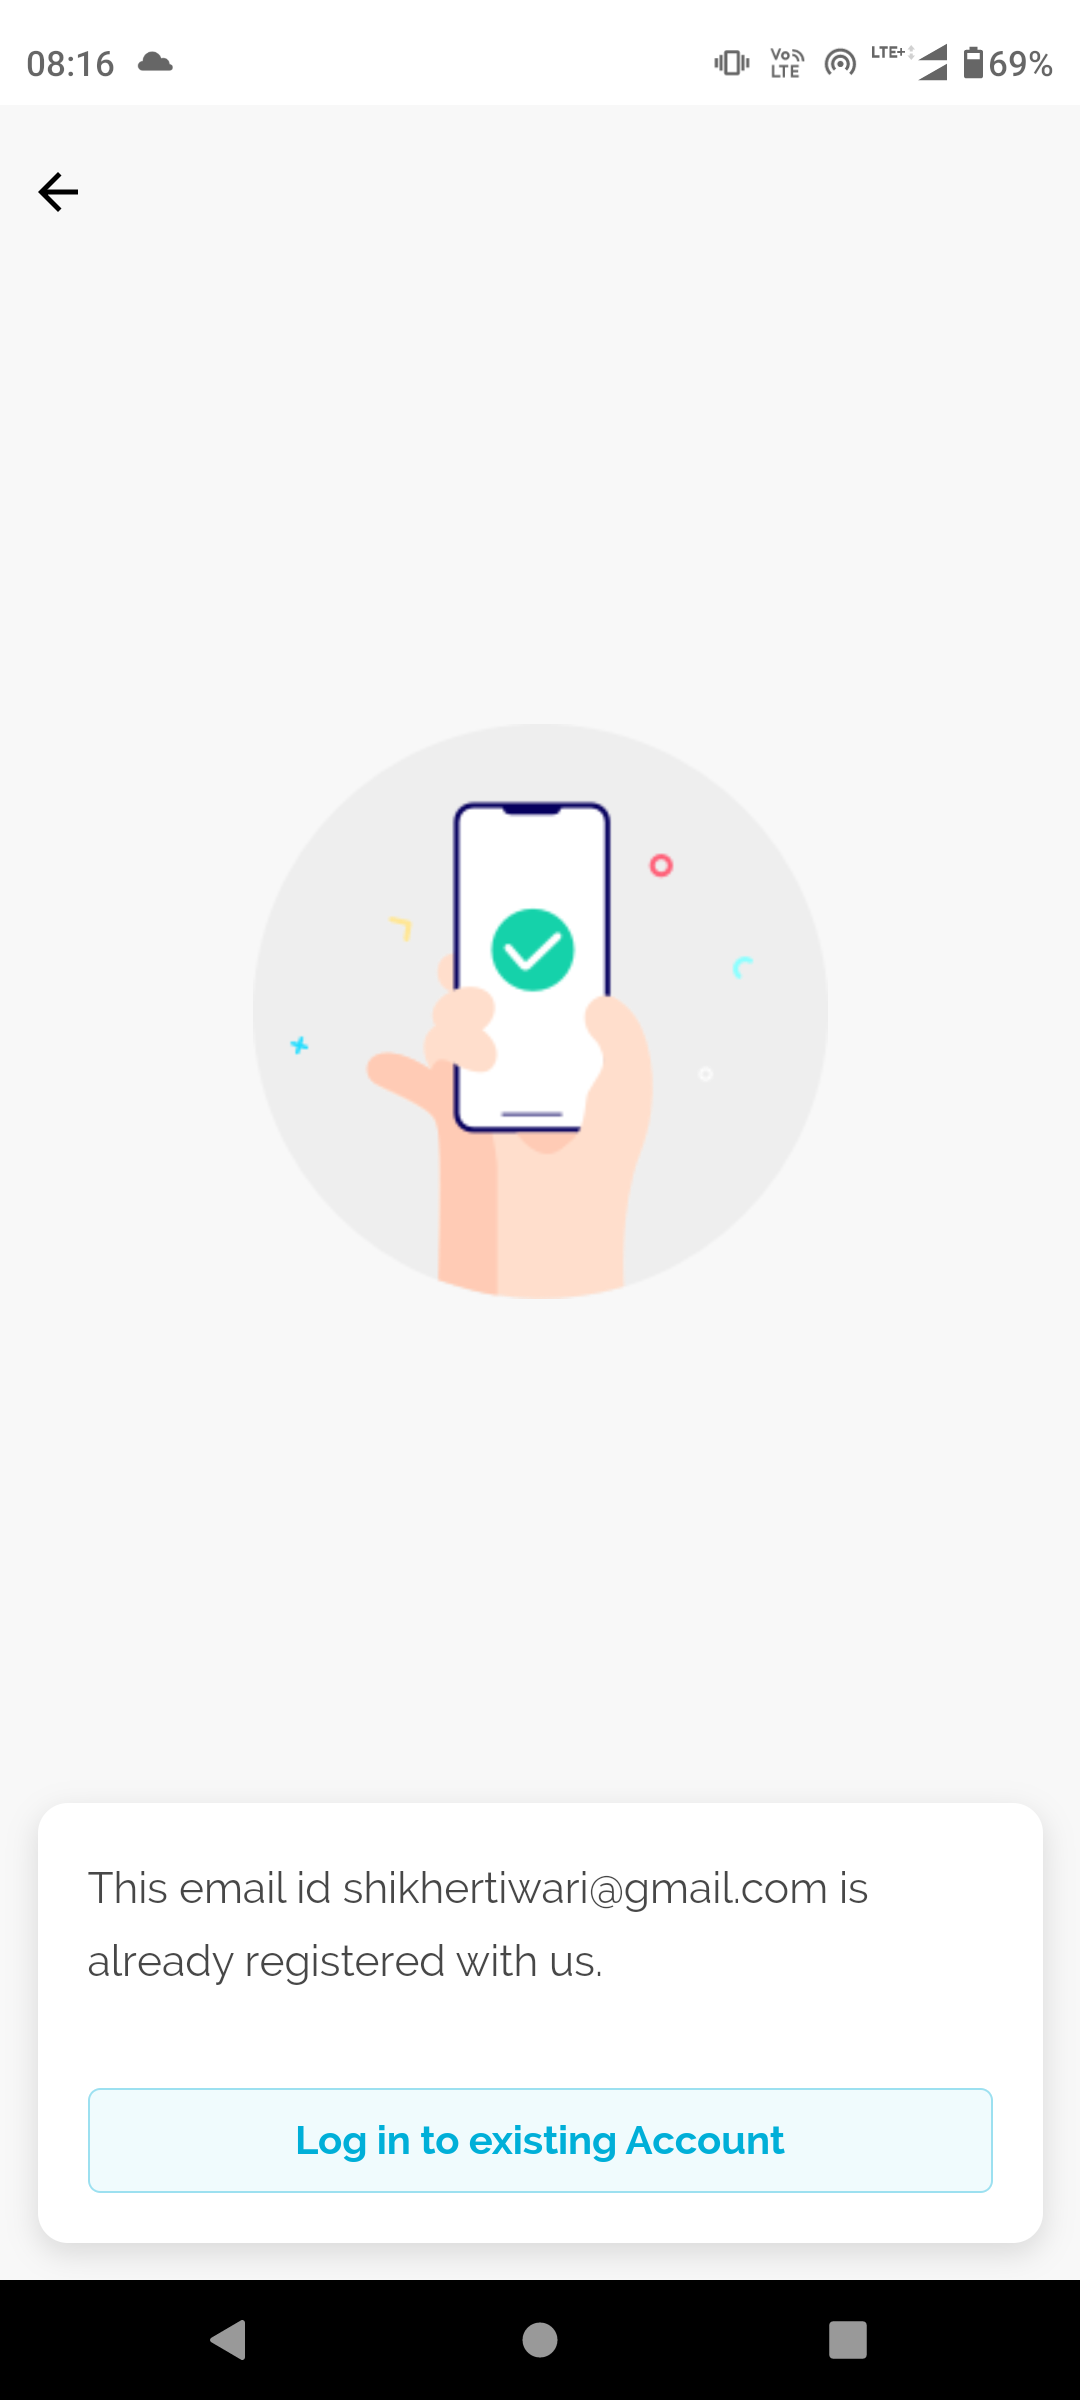 08:16
Vo LTE LTE+ 69%
This email id shikhertiwari@gmail.com is
already registered with us.
Log in to existing Account